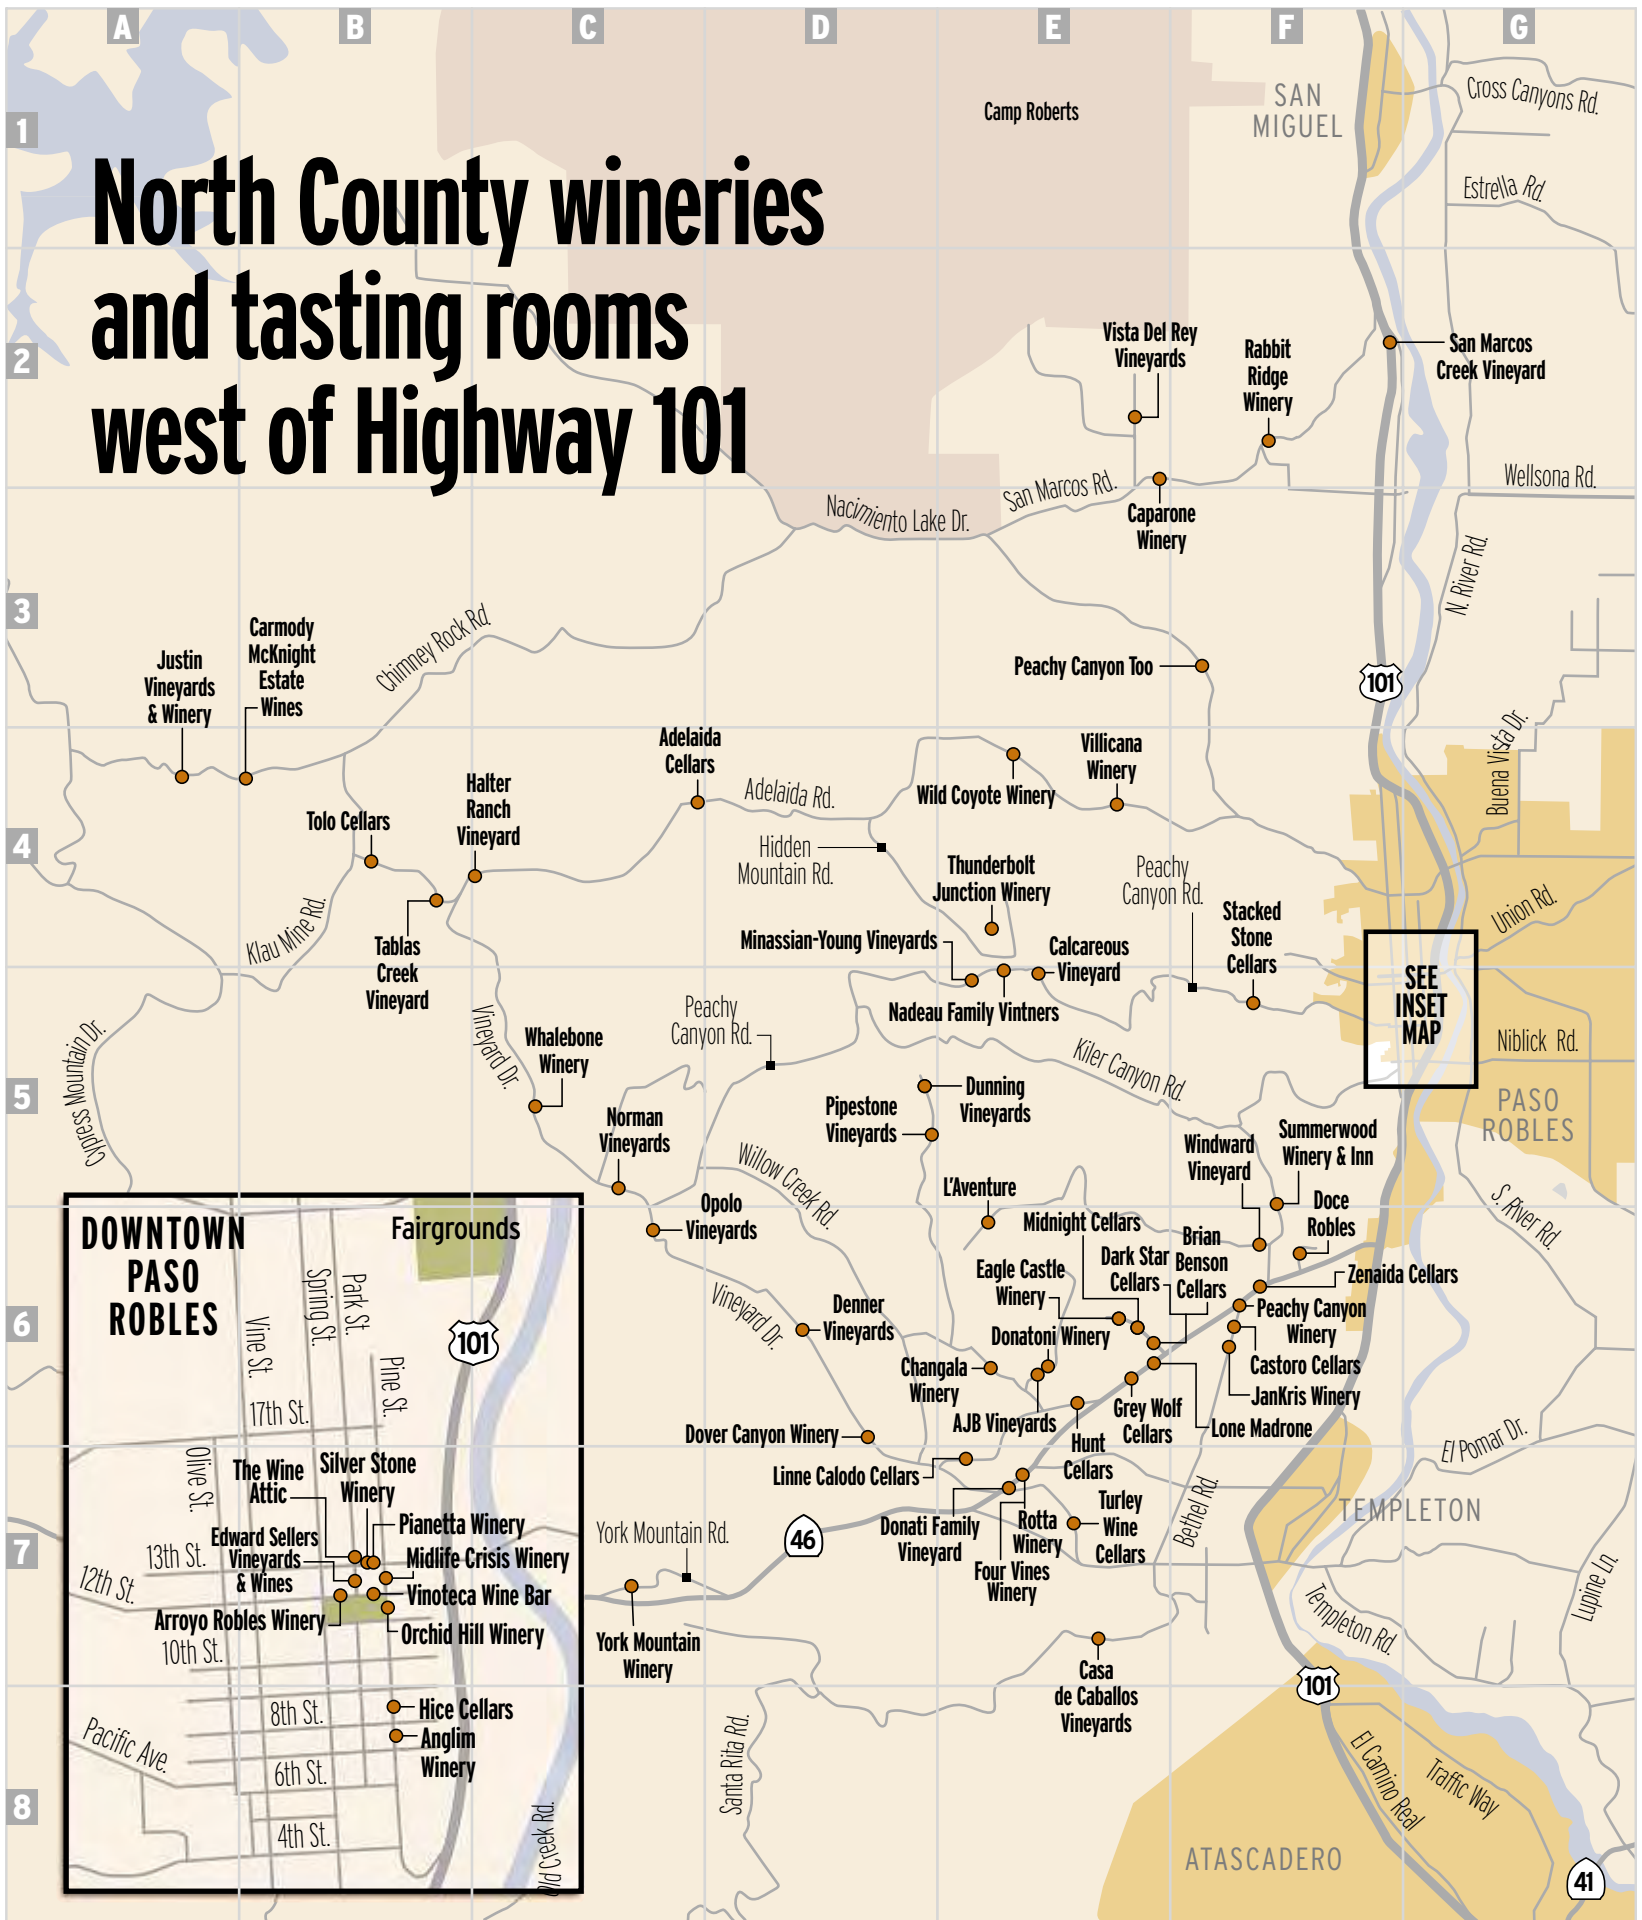 A
B
C
D
E
F
G
1
2
3
4
5
6
7
8
North County wineries
and tasting rooms
west of Highway 101
Camp Roberts
SAN
MIGUEL
Cross Canyons Rd.
Estrella Rd.
Vista Del Rey
Vineyards
Rabbit
Ridge
Winery
San Marcos
Creek Vineyard
Wellsona Rd.
San Marcos Rd.
Nacimiento Lake Dr.
Caparone
Winery
N. River Rd.
Chimney Rock Rd.
Carmody
McKnight
Estate
Wines
Justin
Vineyards
& Winery
Peachy Canyon Too
101
Buena Vista Dr.
Adelaida
Cellars
Villicana
Winery
Wild Coyote Winery
Halter
Ranch
Vineyard
Adelaida Rd.
Tolo Cellars
Hidden
Mountain Rd.
Thunderbolt
Junction Winery
Peachy
Canyon Rd.
Stacked
Stone
Cellars
Union Rd.
Klau Mine Rd.
Tablas
Creek
Vineyard
Minassian-Young Vineyards
Calcareous
Vineyard
Nadeau Family Vintners
SEE
INSET
MAP
Peachy
Canyon Rd.
Vineyard Dr.
Whalebone
Winery
Cypress Mountain Dr.
Kiler Canyon Rd.
Niblick Rd.
PASO
ROBLES
Dunning
Vineyards
Pipestone
Vineyards
Norman
Vineyards
Willow Creek Rd.
Windward
Vineyard
Summerwood
Winery & Inn
Doce
Robles
S. River Rd.
L'Aventure
Opolo
Vineyards
Midnight Cellars
Brian
Benson
Cellars
Dark Star
Cellars
Eagle Castle
Winery
Zenaida Cellars
Peachy Canyon
Winery
Castoro Cellars
JanKris Winery
Vineyard Dr.
Denner
Vineyards
Donatoni Winery
Changala
Winery
AJB Vineyards
Grey Wolf
Cellars
Lone Madrone
Hunt
Cellars
Dover Canyon Winery
Linne Calodo Cellars
El Pomar Dr.
TEMPLETON
Bethel Rd.
Donati Family
Vineyard
Rotta
Winery
Four Vines
Winery
Turley
Wine
Cellars
46
York Mountain Rd.
York Mountain
Winery
Lupine Ln.
Templeton Rd.
Casa
de Caballos
Vineyards
101
Santa Rita Rd.
El Camino Real
Traffic Way
ATASCADERO
41
DOWNTOWN
PASO
ROBLES
Fairgrounds
Spring St.
Park St.
Vine St.
101
Pine St.
17th St.
Olive St.
The Wine
Attic
Silver Stone
Winery
Pianetta Winery
Edward Sellers
Vineyards
& Wines
13th St.
Midlife Crisis Winery
12th St.
Vinoteca Wine Bar
Arroyo Robles Winery
Orchid Hill Winery
10th St.
Hice Cellars
8th St.
Anglim
Winery
Pacific Ave.
6th St.
4th St.
Old Creek Rd.